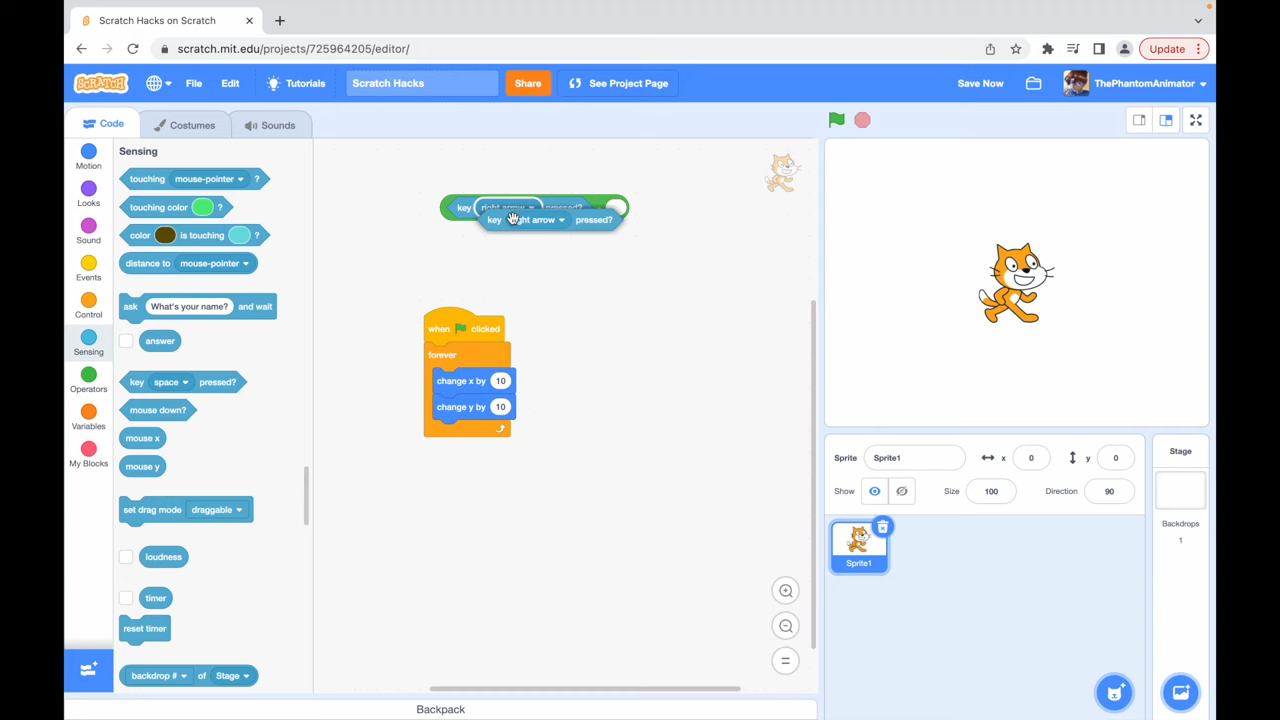 Scratch Hacks on Scratch
scratch.mit.edu/projects/725964205/editor/
Update
SCRATCH
File
Edit
Tutorials
Scratch Hacks
Share
See Project Page
Save Now
ThePhantomAnimator
Code
Costumes
Sounds
Motion
Looks
Sound
Events
Control
Sensing
Operators
Variables
My Blocks
Sensing
touching mouse-pointer ?
touching color ?
color is touching ?
distance to mouse-pointer
ask What's your name? and wait
answer
key space pressed?
mouse down?
mouse x
mouse y
set drag mode draggable
loudness
timer
reset timer
backdrop # of Stage
key right arrow pressed?
key arrow pressed?
when clicked
forever
change x by 10
change y by 10
Backpack
Sprite Sprite1 x 0 y 0
Show Size 100 Direction 90
Sprite1
Stage
Backdrops
1